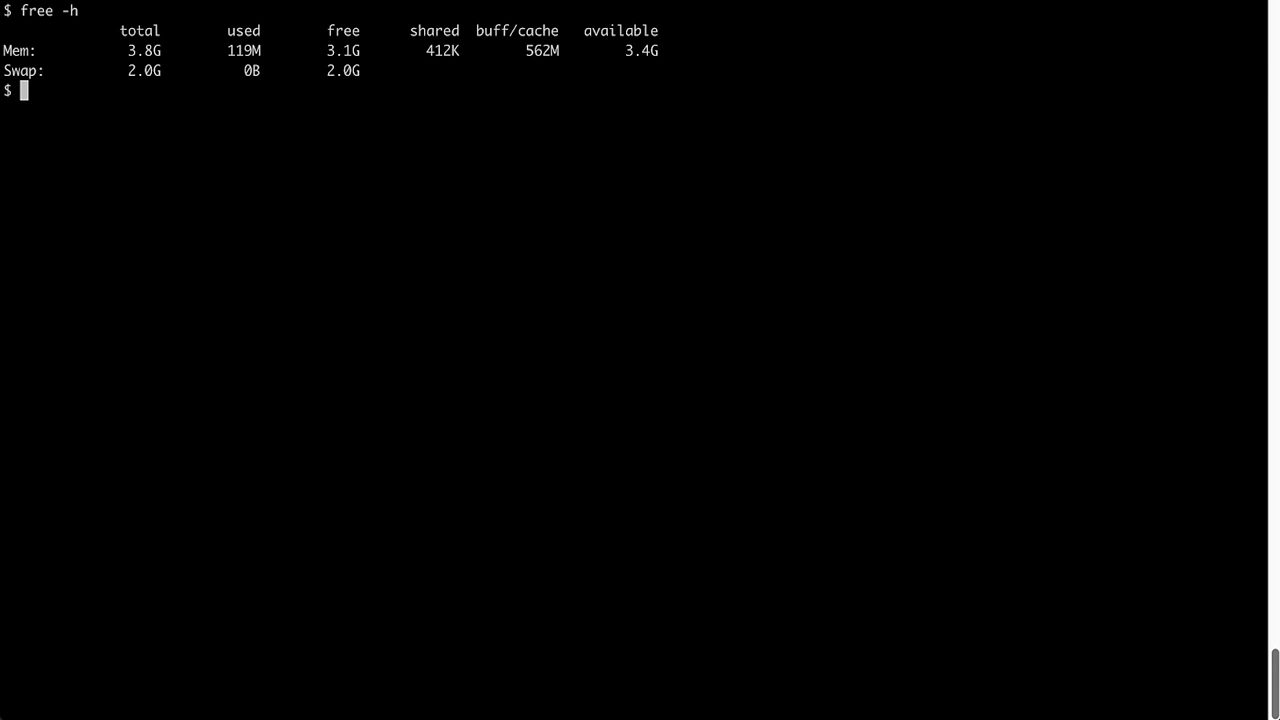 $ free -h
              total        used        free      shared  buff/cache   available
Mem:           3.8G        119M        3.1G        412K        562M        3.4G
Swap:          2.0G          0B        2.0G
$